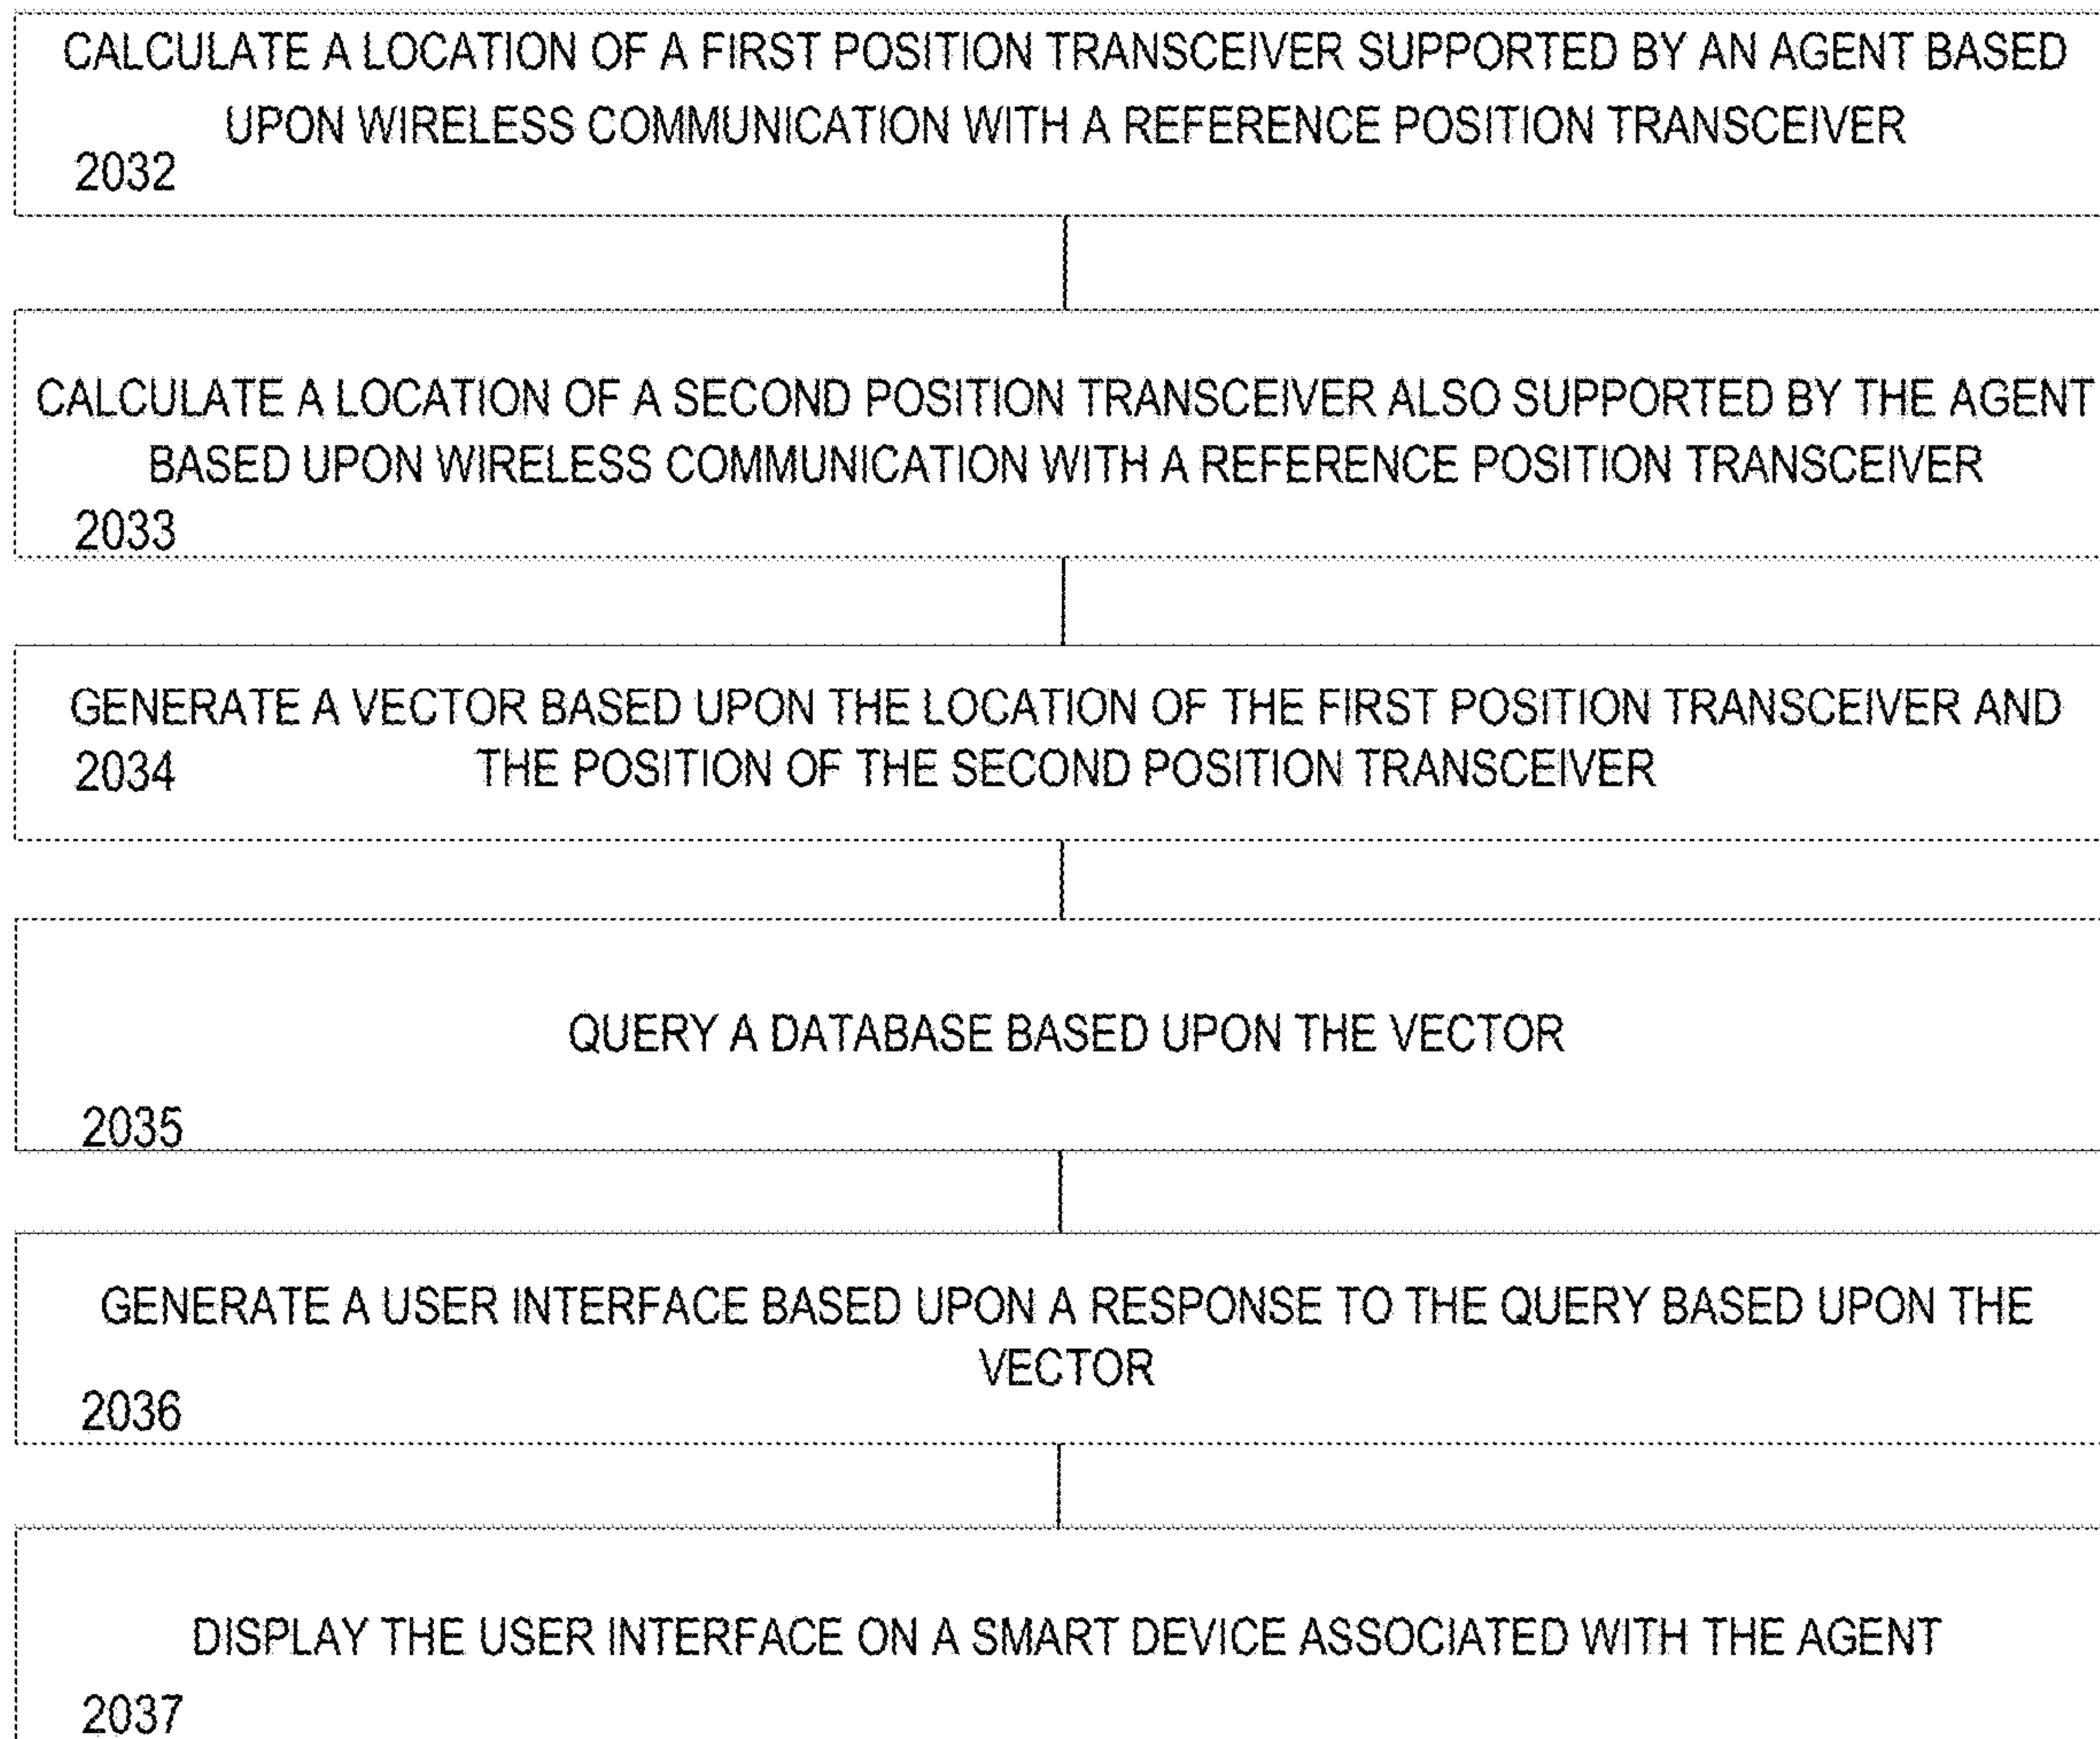 CALCULATE A LOCATION OF A FIRST POSITION TRANSCEIVER SUPPORTED BY AN AGENT BASED
UPON WIRELESS COMMUNICATION WITH A REFERENCE POSITION TRANSCEIVER
2032
CALCULATE A LOCATION OF A SECOND POSITION TRANSCEIVER ALSO SUPPORTED BY THE AGENT
BASED UPON WIRELESS COMMUNICATION WITH A REFERENCE POSITION TRANSCEIVER
2033
GENERATE A VECTOR BASED UPON THE LOCATION OF THE FIRST POSITION TRANSCEIVER AND
2034 THE POSITION OF THE SECOND POSITION TRANSCEIVER
QUERY A DATABASE BASED UPON THE VECTOR
2035
GENERATE A USER INTERFACE BASED UPON A RESPONSE TO THE QUERY BASED UPON THE
VECTOR
2036
DISPLAY THE USER INTERFACE ON A SMART DEVICE ASSOCIATED WITH THE AGENT
2037